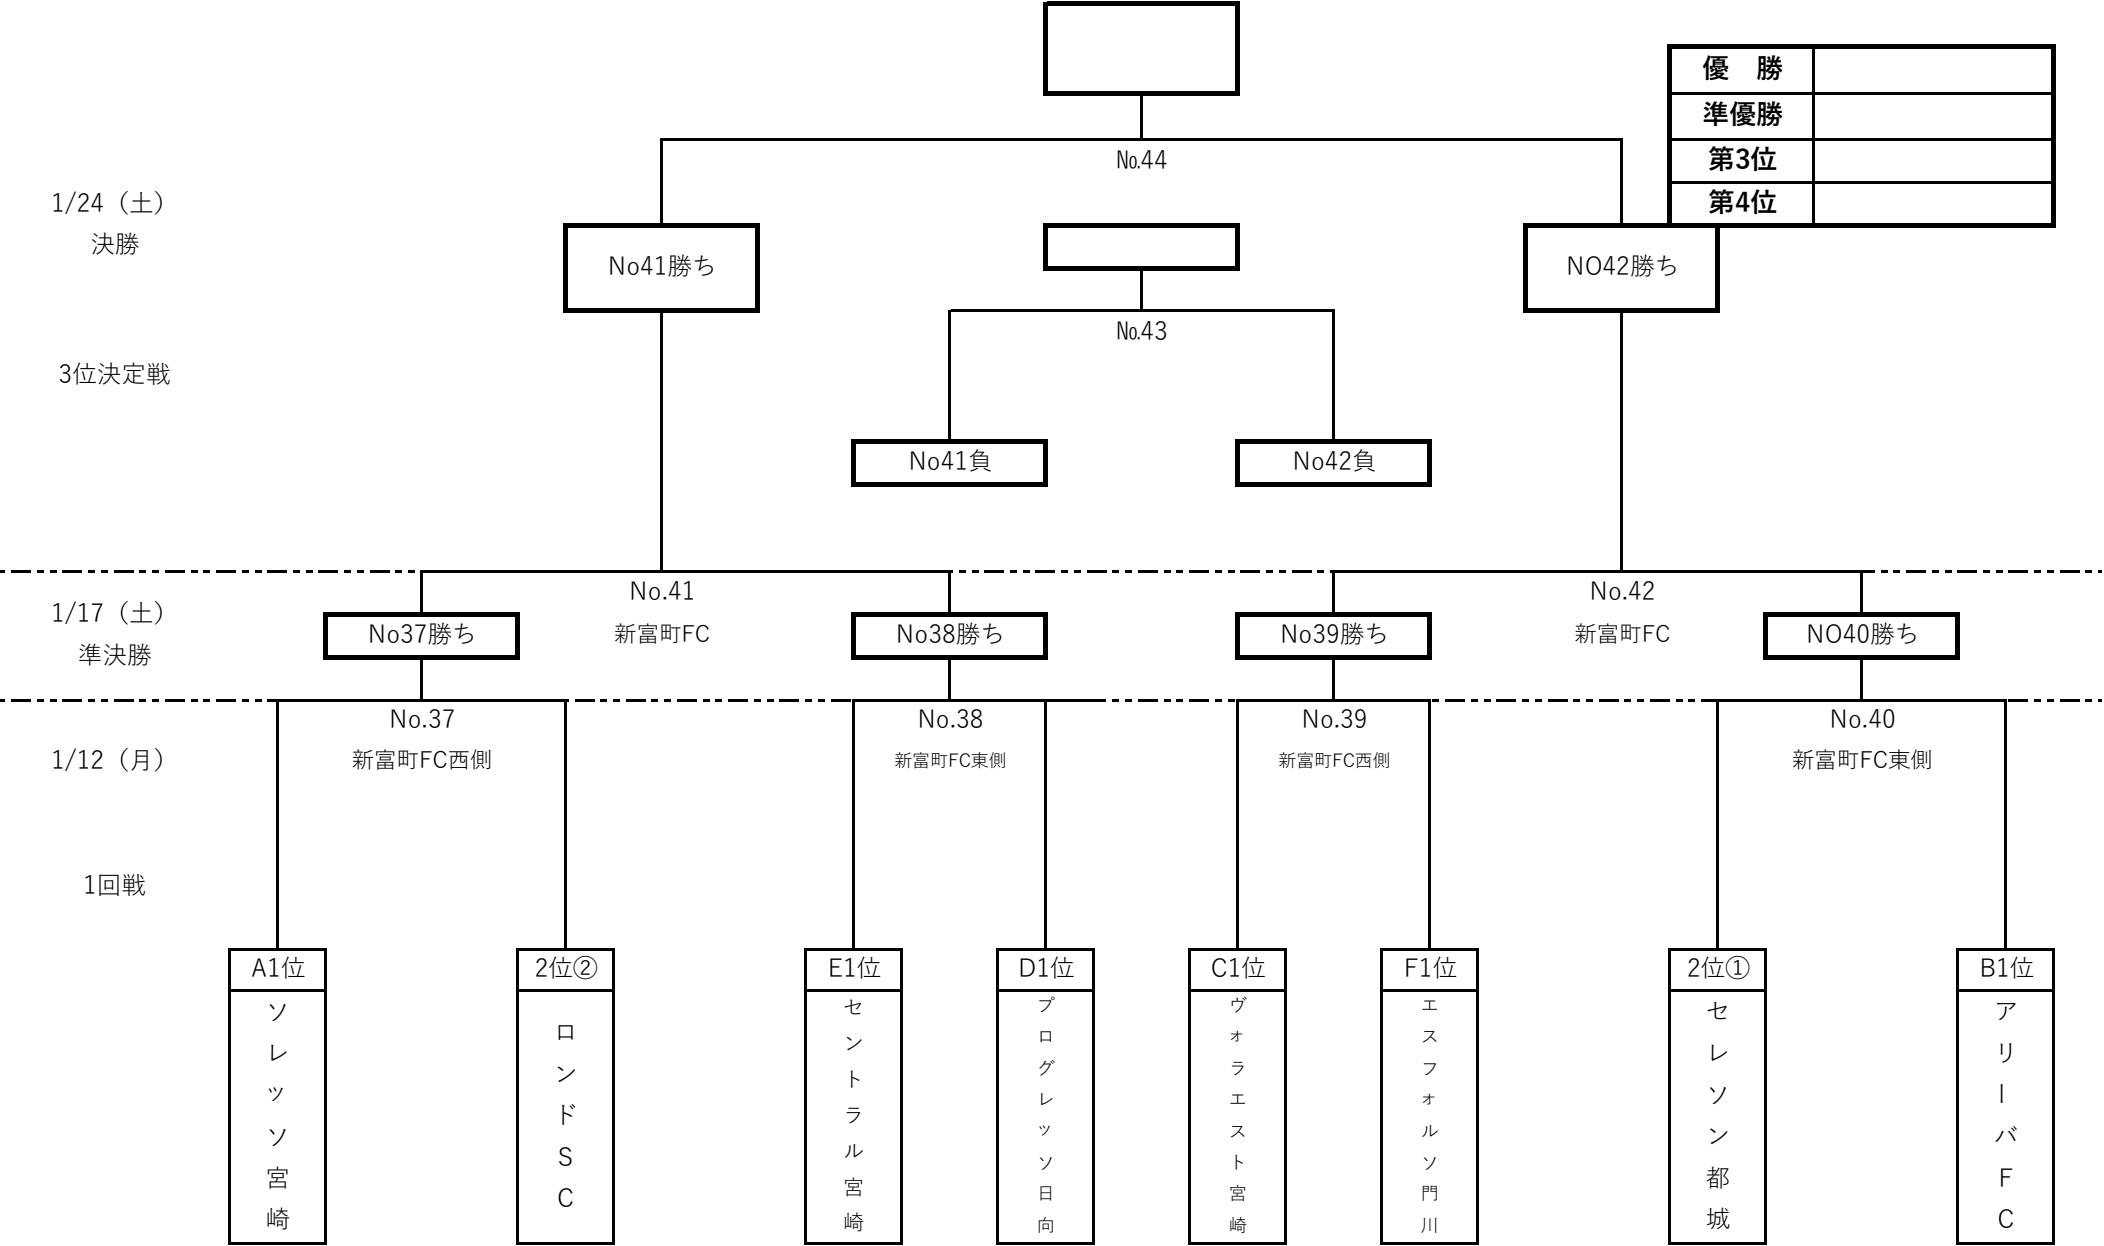 優　勝
準優勝
第3位
第4位
№44
1/24（土）
決勝
No41勝ち
NO42勝ち
№43
3位決定戦
No41負
No42負
No.41
No.42
1/17（土）
準決勝
No37勝ち
新富町FC
No38勝ち
No39勝ち
新富町FC
NO40勝ち
No.37
No.38
No.39
No.40
1/12（月）
新富町FC西側
新富町FC東側
新富町FC西側
新富町FC東側
1回戦
A1位
2位②
E1位
D1位
C1位
F1位
2位①
B1位
ソレッソ宮崎
ロンドSC
セントラル宮崎
プログレッソ日向
ヴォラエスト宮崎
エスフォルソ門川
セレソン都城
アリーバFC